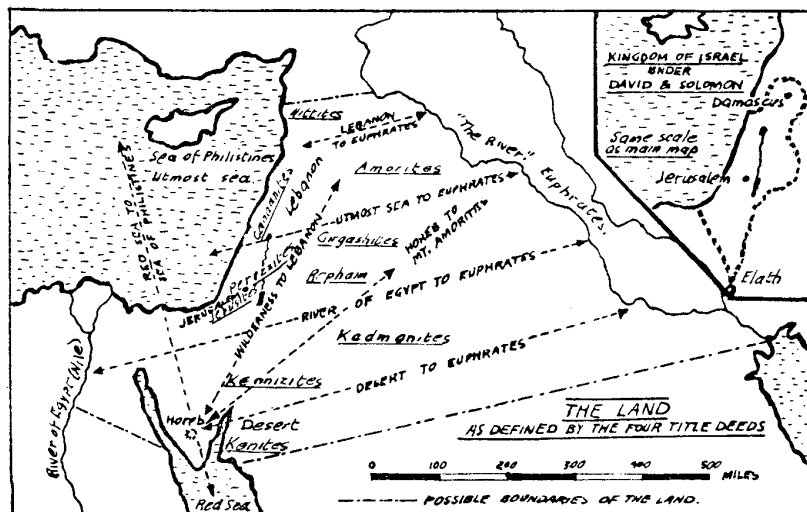 KINGDOM OF ISRAEL
UNDER
DAVID & SOLOMON
Damascus
Same scale
as main map
Jerusalem
Elath
Hittites
LEBANON
TO EUPHRATES
"The River" Euphrates.
Sea of Philistines
Utmost sea
RED SEA TO
SEA OF PHILISTINES
Canaanites
Lebanon
Amorites
UTMOST SEA TO EUPHRATES
Girgashites
HOREB TO
MT. AMORITES
Perezzites
Rephaim
JERUSALEM
Jebusites
WILDERNESS TO LEBANON
RIVER OF EGYPT TO EUPHRATES
Kadmonites
Kennizites
DESERT TO EUPHRATES
River of Egypt (Nile)
Horeb
Desert
Kenites
Red Sea
THE LAND
AS DEFINED BY THE FOUR TITLE DEEDS
0 100 200 300 400 500
MILES
POSSIBLE BOUNDARIES OF THE LAND.